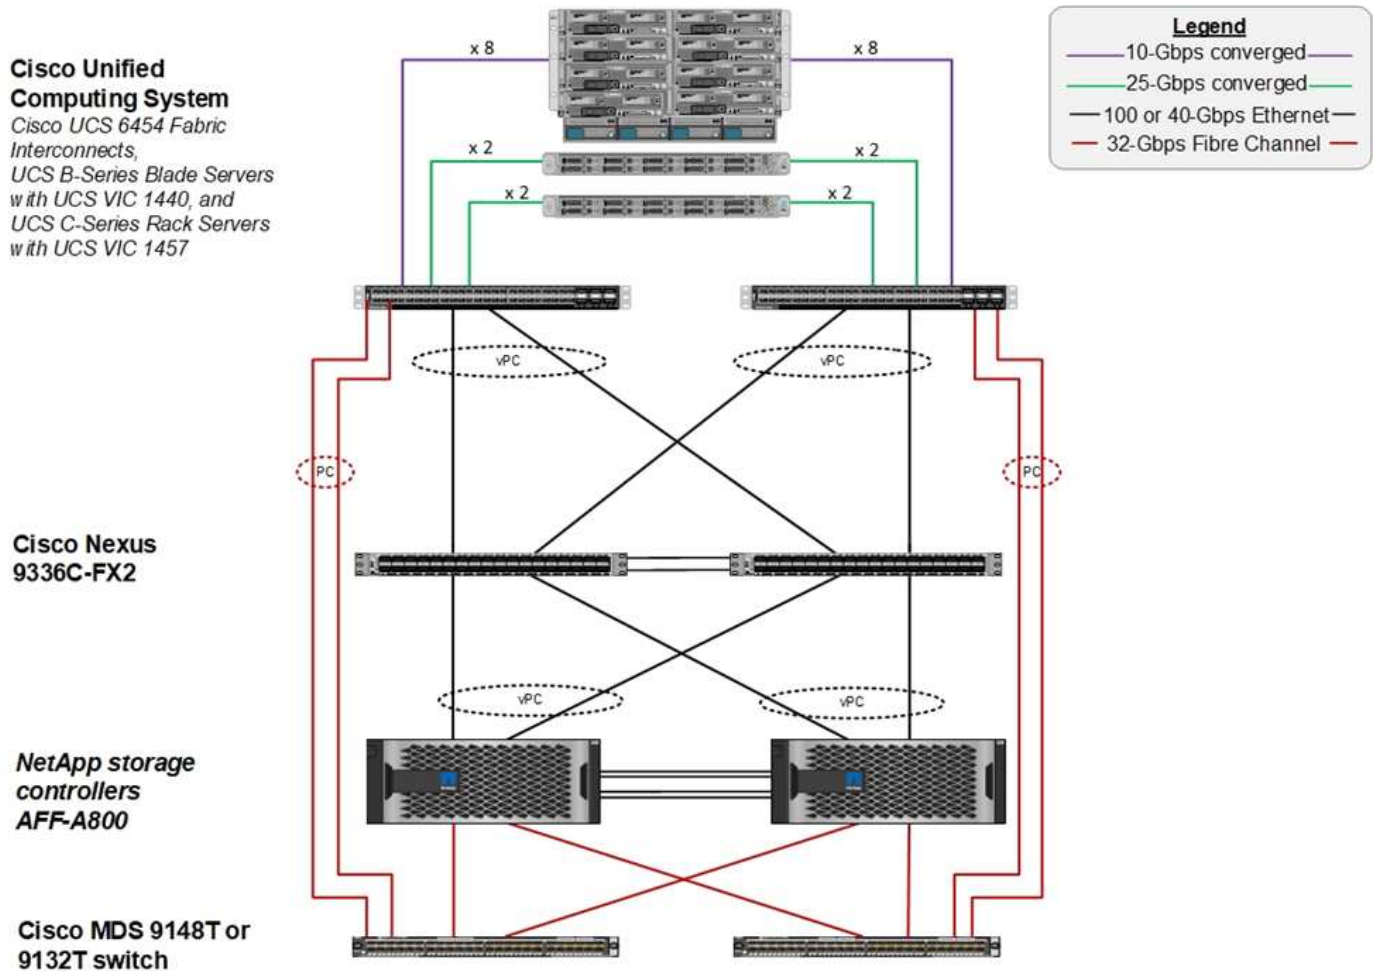 Legend
10-Gbps converged
25-Gbps converged
100 or 40-Gbps Ethernet
32-Gbps Fibre Channel
Cisco Unified
Computing System
Cisco UCS 6454 Fabric
Interconnects,
UCS B-Series Blade Servers
with UCS VIC 1440, and
UCS C-Series Rack Servers
with UCS VIC 1457
x 8
x 8
x 2
x 2
x 2
x 2
vPC
vPC
PC
PC
Cisco Nexus
9336C-FX2
vPC
vPC
NetApp storage
controllers
AFF-A800
Cisco MDS 9148T or
9132T switch